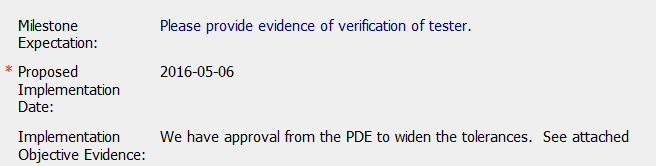 Milestone Please provide evidence of verification of tester.
Expectation:
* Proposed 2016-05-06
Implementation
Date:
Implementation We have approval from the PDE to widen the tolerances. See attached
Objective Evidence: